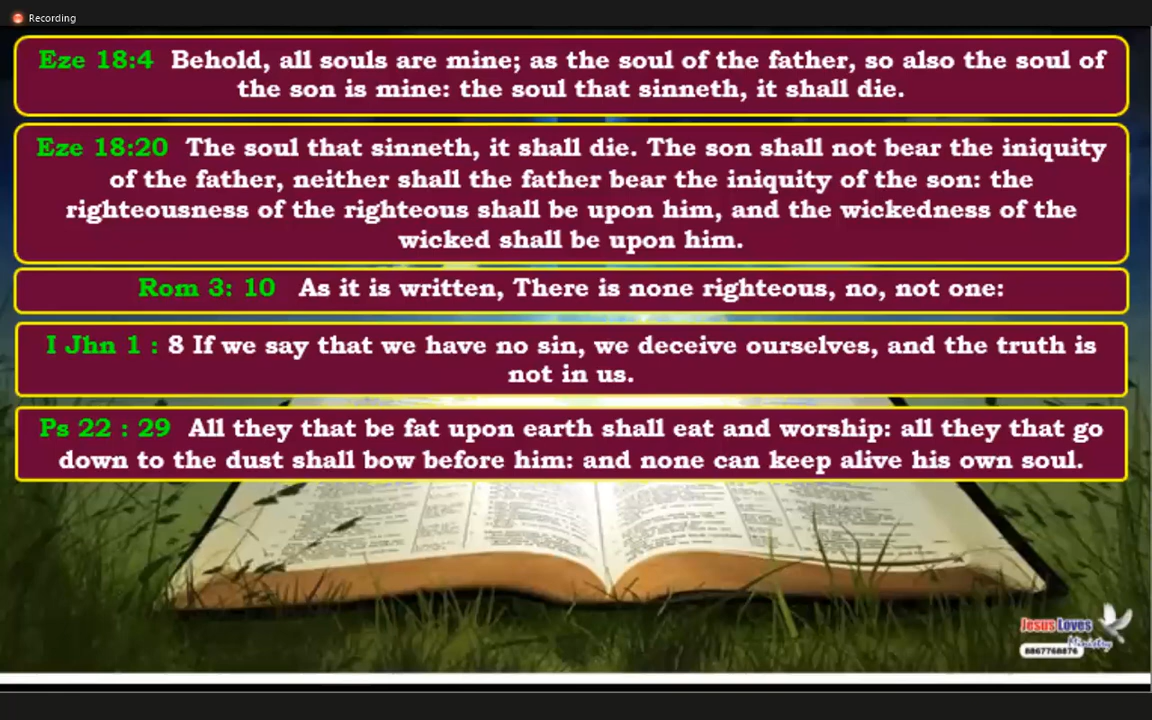 Recording
Eze 18:4 Behold, all souls are mine; as the soul of the father, so also the soul of
the son is mine: the soul that sinneth, it shall die.
Eze 18:20 The soul that sinneth, it shall die. The son shall not bear the iniquity
of the father, neither shall the father bear the iniquity of the son: the
righteousness of the righteous shall be upon him, and the wickedness of the
wicked shall be upon him.
Rom 3: 10 As it is written, There is none righteous, no, not one:
I Jhn 1 : 8 If we say that we have no sin, we deceive ourselves, and the truth is
not in us.
Ps 22 : 29 All they that be fat upon earth shall eat and worship: all they that go
down to the dust shall bow before him: and none can keep alive his own soul.
Jesus Loves
Ministry
8867768876